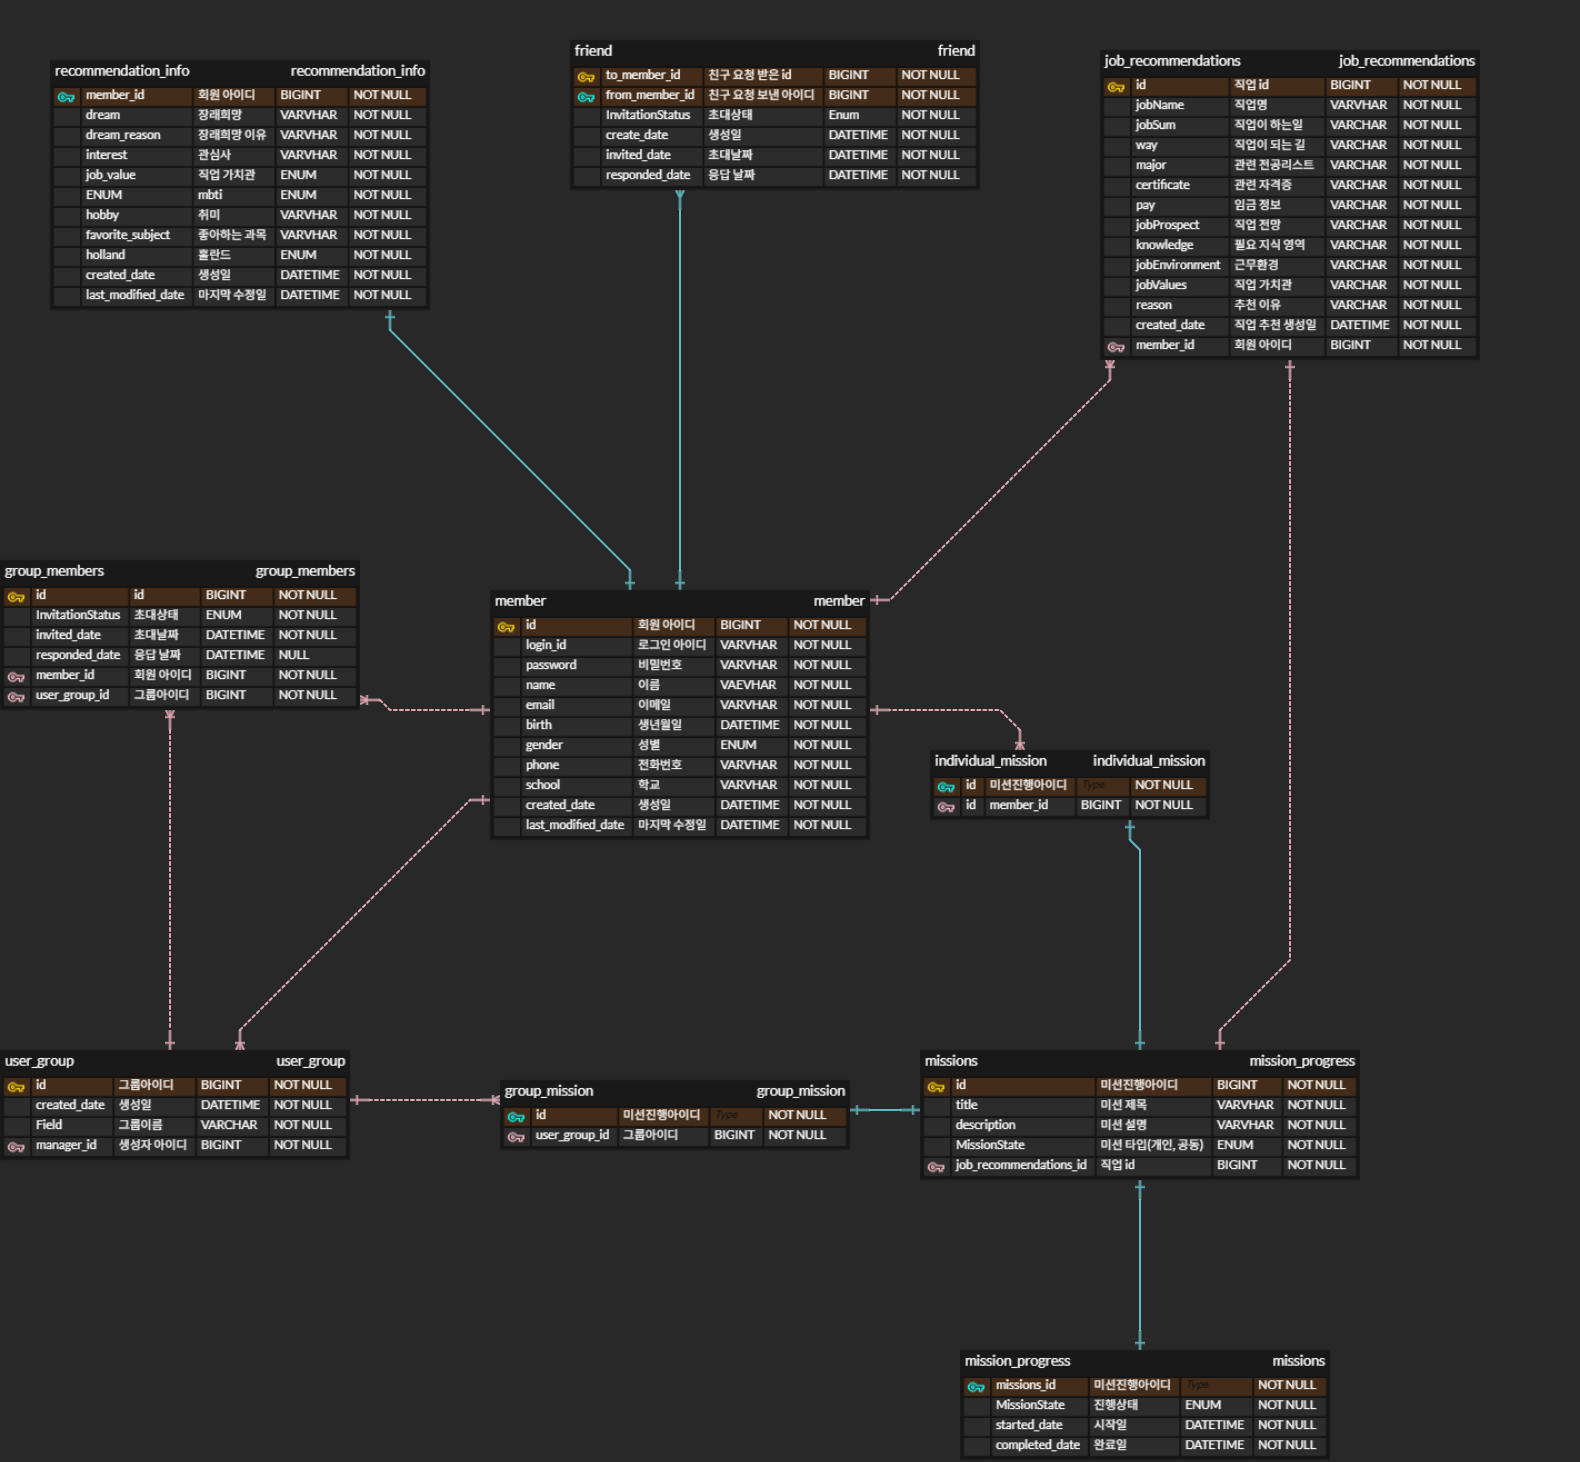 recommendation_info recommendation_info
member_id 회원 아이디 BIGINT NOT NULL
dream 장래희망 VARVHAR NOT NULL
dream_reason 장래희망 이유 VARVHAR NOT NULL
interest 관심사 VARVHAR NOT NULL
job_value 직업 가치관 ENUM NOT NULL
ENUM mbti ENUM NOT NULL
hobby 취미 VARVHAR NOT NULL
favorite_subject 좋아하는 과목 VARVHAR NOT NULL
holland 홀란드 ENUM NOT NULL
created_date 생성일 DATETIME NOT NULL
last_modified_date 마지막 수정일 DATETIME NOT NULL
friend friend
to_member_id 친구 요청 받은 id BIGINT NOT NULL
from_member_id 친구 요청 보낸 아이디 BIGINT NOT NULL
InvitationStatus 초대상태 Enum NOT NULL
create_date 생성일 DATETIME NOT NULL
invited_date 초대날짜 DATETIME NOT NULL
responded_date 응답 날짜 DATETIME NOT NULL
job_recommendations job_recommendations
id 직업 id BIGINT NOT NULL
jobName 직업명 VARVHAR NOT NULL
jobSum 직업이 하는일 VARCHAR NOT NULL
way 직업이 되는 길 VARCHAR NOT NULL
major 관련 전공리스트 VARCHAR NOT NULL
certificate 관련 자격증 VARCHAR NOT NULL
pay 임금 정보 VARCHAR NOT NULL
jobProspect 직업 전망 VARCHAR NOT NULL
knowledge 필요 지식 영역 VARCHAR NOT NULL
jobEnvironment 근무환경 VARCHAR NOT NULL
jobValues 직업 가치관 VARCHAR NOT NULL
reason 추천 이유 VARCHAR NOT NULL
created_date 직업 추천 생성일 DATETIME NOT NULL
member_id 회원 아이디 BIGINT NOT NULL
group_members group_members
id id BIGINT NOT NULL
InvitationStatus 초대상태 ENUM NOT NULL
invited_date 초대날짜 DATETIME NOT NULL
responded_date 응답 날짜 DATETIME NULL
member_id 회원 아이디 BIGINT NOT NULL
user_group_id 그룹아이디 BIGINT NOT NULL
member member
id 회원 아이디 BIGINT NOT NULL
login_id 로그인 아이디 VARVHAR NOT NULL
password 비밀번호 VARVHAR NOT NULL
name 이름 VAEVHAR NOT NULL
email 이메일 VARVHAR NOT NULL
birth 생년월일 DATETIME NOT NULL
gender 성별 ENUM NOT NULL
phone 전화번호 VARVHAR NOT NULL
school 학교 VARVHAR NOT NULL
created_date 생성일 DATETIME NOT NULL
last_modified_date 마지막 수정일 DATETIME NOT NULL
individual_mission individual_mission
id 미션진행아이디 Type NOT NULL
id member_id BIGINT NOT NULL
user_group user_group
id 그룹아이디 BIGINT NOT NULL
created_date 생성일 DATETIME NOT NULL
Field 그룹이름 VARCHAR NOT NULL
manager_id 생성자 아이디 BIGINT NOT NULL
group_mission group_mission
id 미션진행아이디 Type NOT NULL
user_group_id 그룹아이디 BIGINT NOT NULL
missions mission_progress
id 미션진행아이디 BIGINT NOT NULL
title 미션 제목 VARVHAR NOT NULL
description 미션 설명 VARVHAR NOT NULL
MissionState 미션 타입(개인, 공동) ENUM NOT NULL
job_recommendations_id 직업 id BIGINT NOT NULL
mission_progress missions
missions_id 미션진행아이디 Type NOT NULL
MissionState 진행상태 ENUM NOT NULL
started_date 시작일 DATETIME NOT NULL
completed_date 완료일 DATETIME NOT NULL